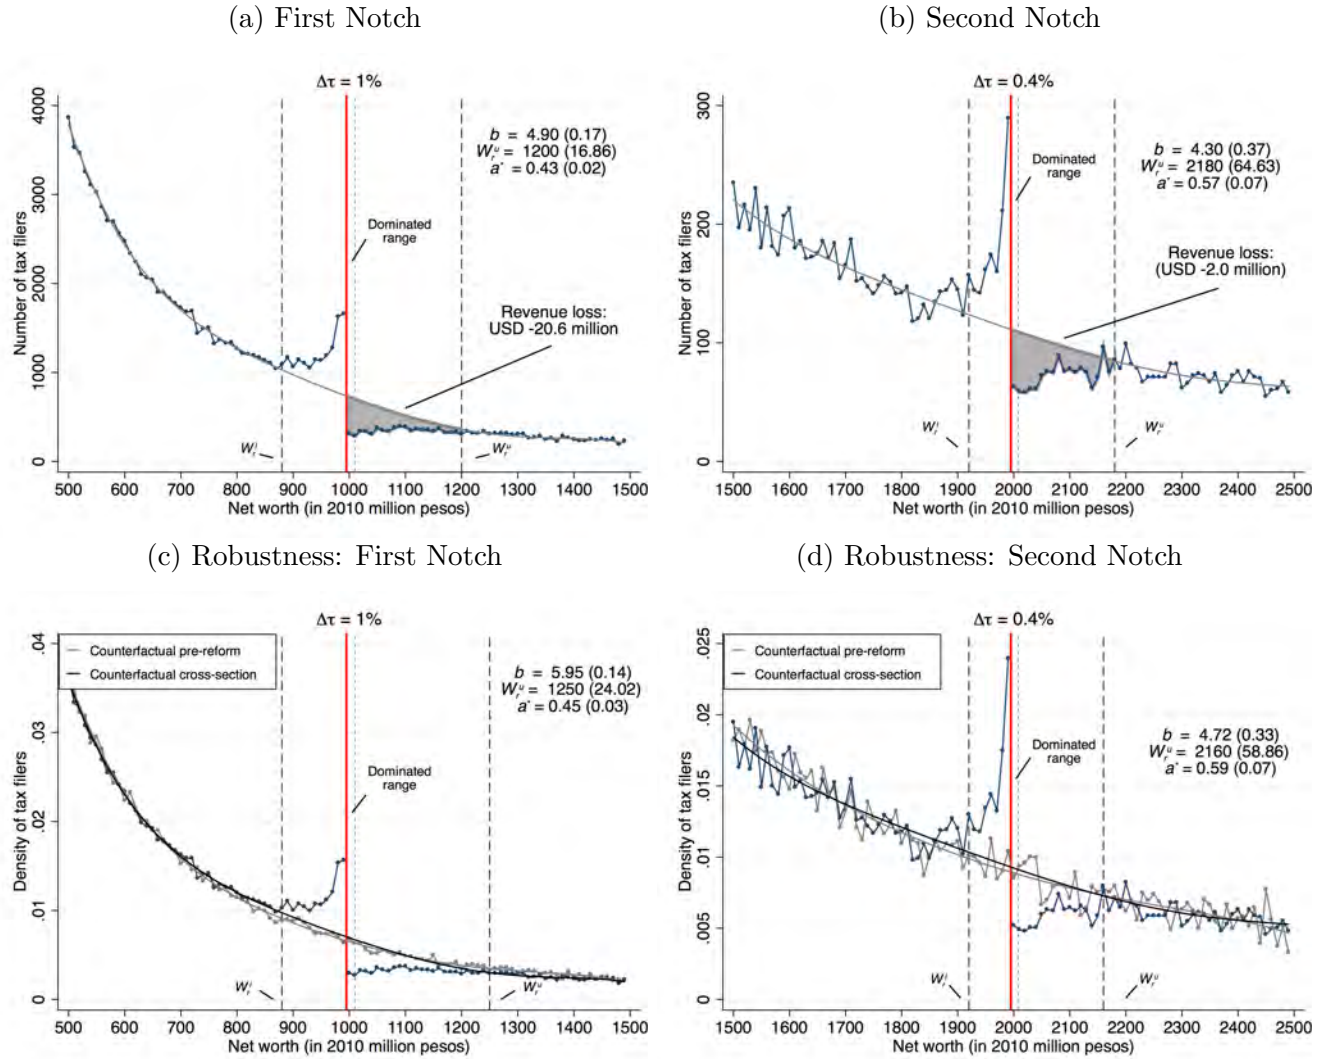 (a) First Notch
Δτ = 1%
Number of tax filers
4000
3000
2000
1000
0
b = 4.90 (0.17)
W_r^u = 1200 (16.86)
a* = 0.43 (0.02)
Dominated
range
Revenue loss:
USD -20.6 million
W_r^l
W_r^u
500 600 700 800 900 1000 1100 1200 1300 1400 1500
Net worth (in 2010 million pesos)
(b) Second Notch
Δτ = 0.4%
Number of tax filers
300
200
100
0
b = 4.30 (0.37)
W_r^u = 2180 (64.63)
a* = 0.57 (0.07)
Dominated
range
Revenue loss:
(USD -2.0 million)
W_r^l
W_r^u
1500 1600 1700 1800 1900 2000 2100 2200 2300 2400 2500
Net worth (in 2010 million pesos)
(c) Robustness: First Notch
Δτ = 1%
Density of tax filers
.04
.03
.02
.01
0
Counterfactual pre-reform
Counterfactual cross-section
b = 5.95 (0.14)
W_r^u = 1250 (24.02)
a* = 0.45 (0.03)
Dominated
range
W_r^l
W_r^u
500 600 700 800 900 1000 1100 1200 1300 1400 1500
Net worth (in 2010 million pesos)
(d) Robustness: Second Notch
Δτ = 0.4%
Density of tax filers
.025
.02
.015
.01
.005
0
Counterfactual pre-reform
Counterfactual cross-section
b = 4.72 (0.33)
W_r^u = 2160 (58.86)
a* = 0.59 (0.07)
Dominated
range
W_r^l
W_r^u
1500 1600 1700 1800 1900 2000 2100 2200 2300 2400 2500
Net worth (in 2010 million pesos)